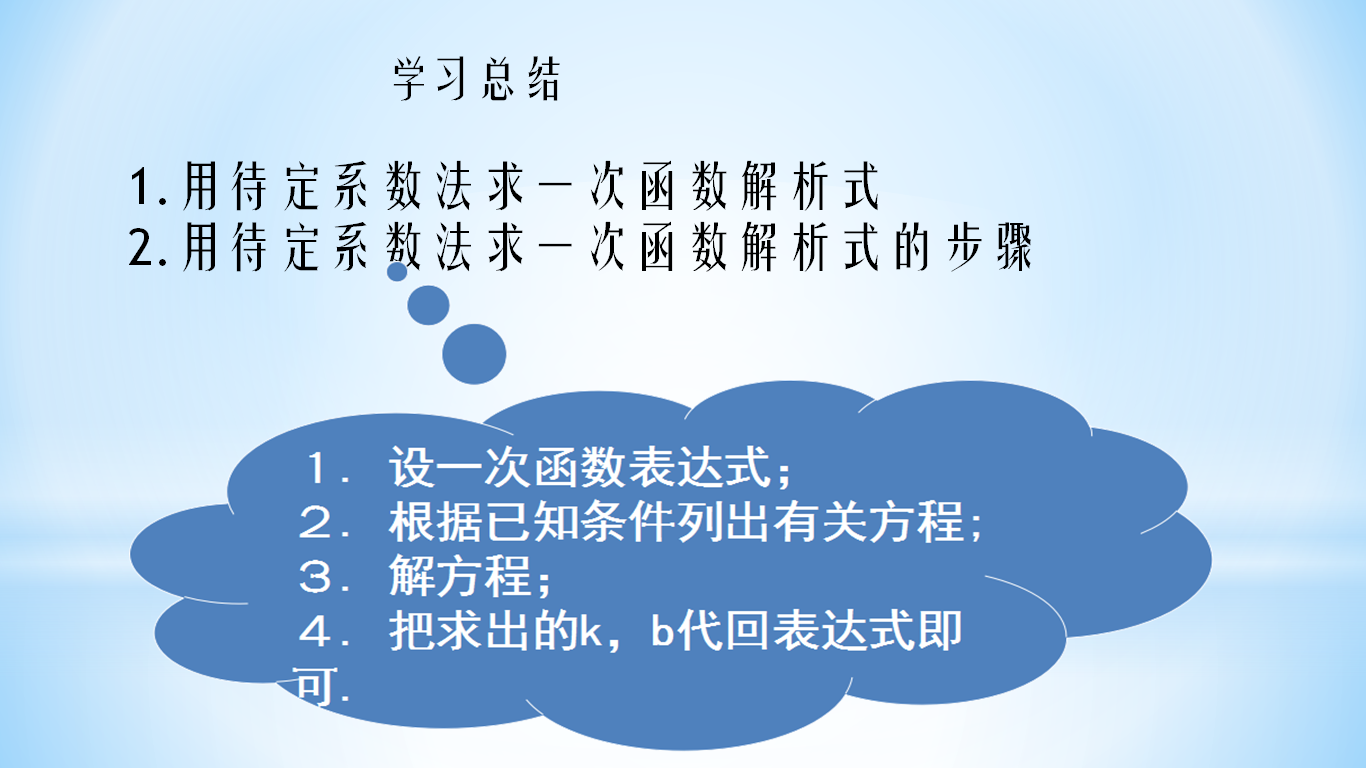 学习总结
1.用待定系数法求一次函数解析式
2.用待定系数法求一次函数解析式的步骤
1. 设一次函数表达式;
2. 根据已知条件列出有关方程;
3. 解方程;
4. 把求出的k，b代回表达式即
可.